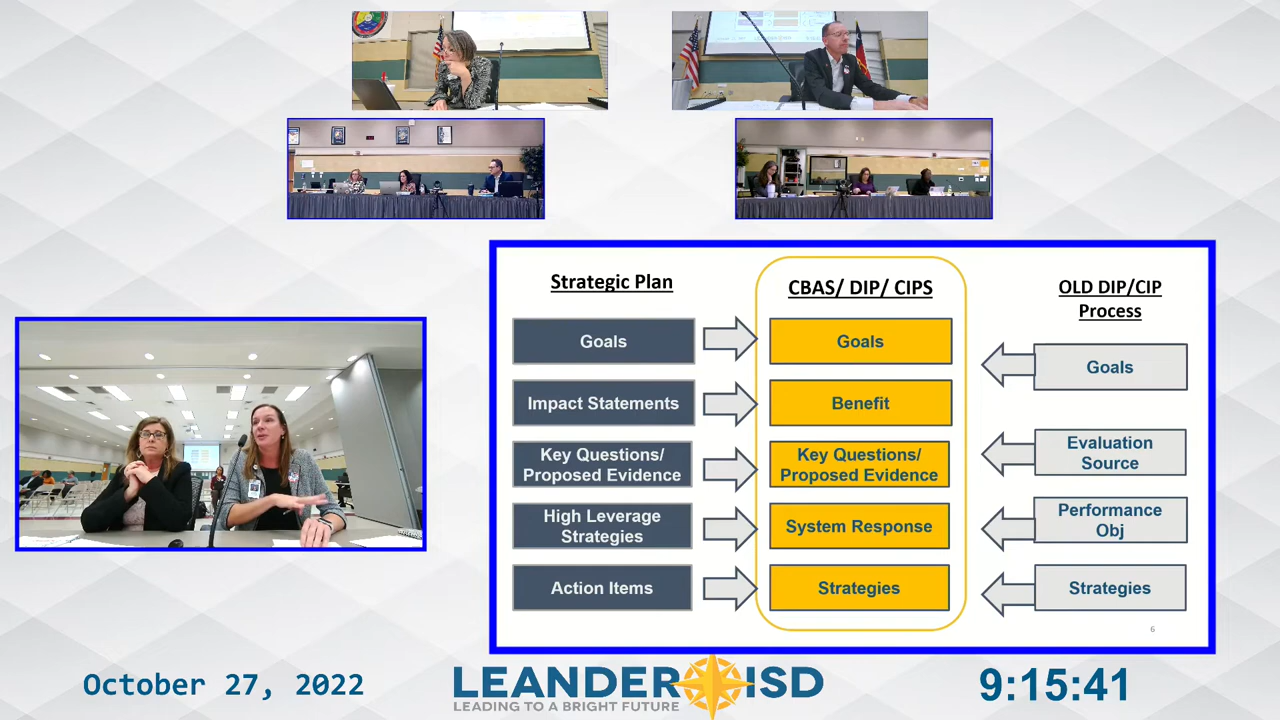 Strategic Plan
CBAS/ DIP/ CIPS
OLD DIP/CIP
Process
Goals
Goals
Goals
Impact Statements
Benefit
Key Questions/
Proposed Evidence
Key Questions/
Proposed Evidence
Evaluation
Source
High Leverage
Strategies
System Response
Performance
Obj
Action Items
Strategies
Strategies
6
October 27, 2022
LEANDER ISD
LEADING TO A BRIGHT FUTURE
9:15:41